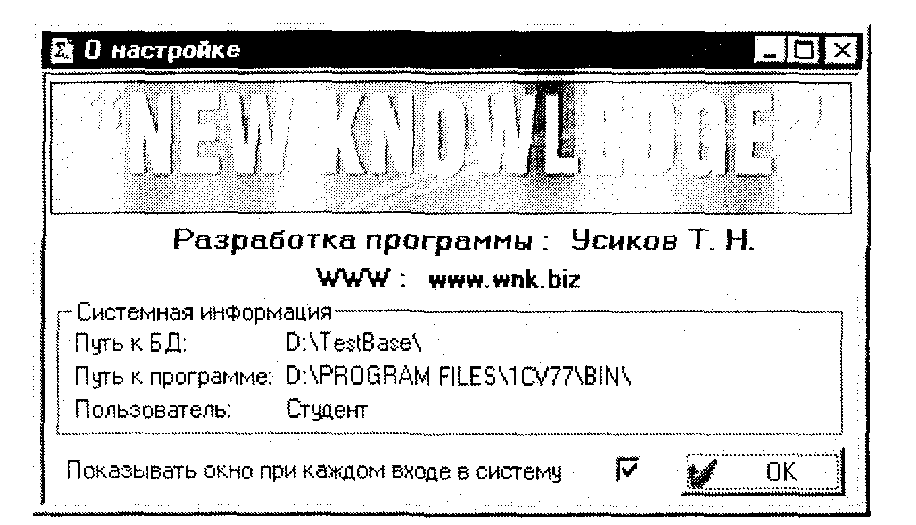 О настройке
"NEW KNOWLEDGE"
Разработка программы : Усиков Т. Н.
WWW : www.wnk.biz
Системная информация
Путь к БД: D:\TestBase\
Путь к программе: D:\PROGRAM FILES\1CV77\BIN\
Пользователь: Студент
Показывать окно при каждом входе в систему OK